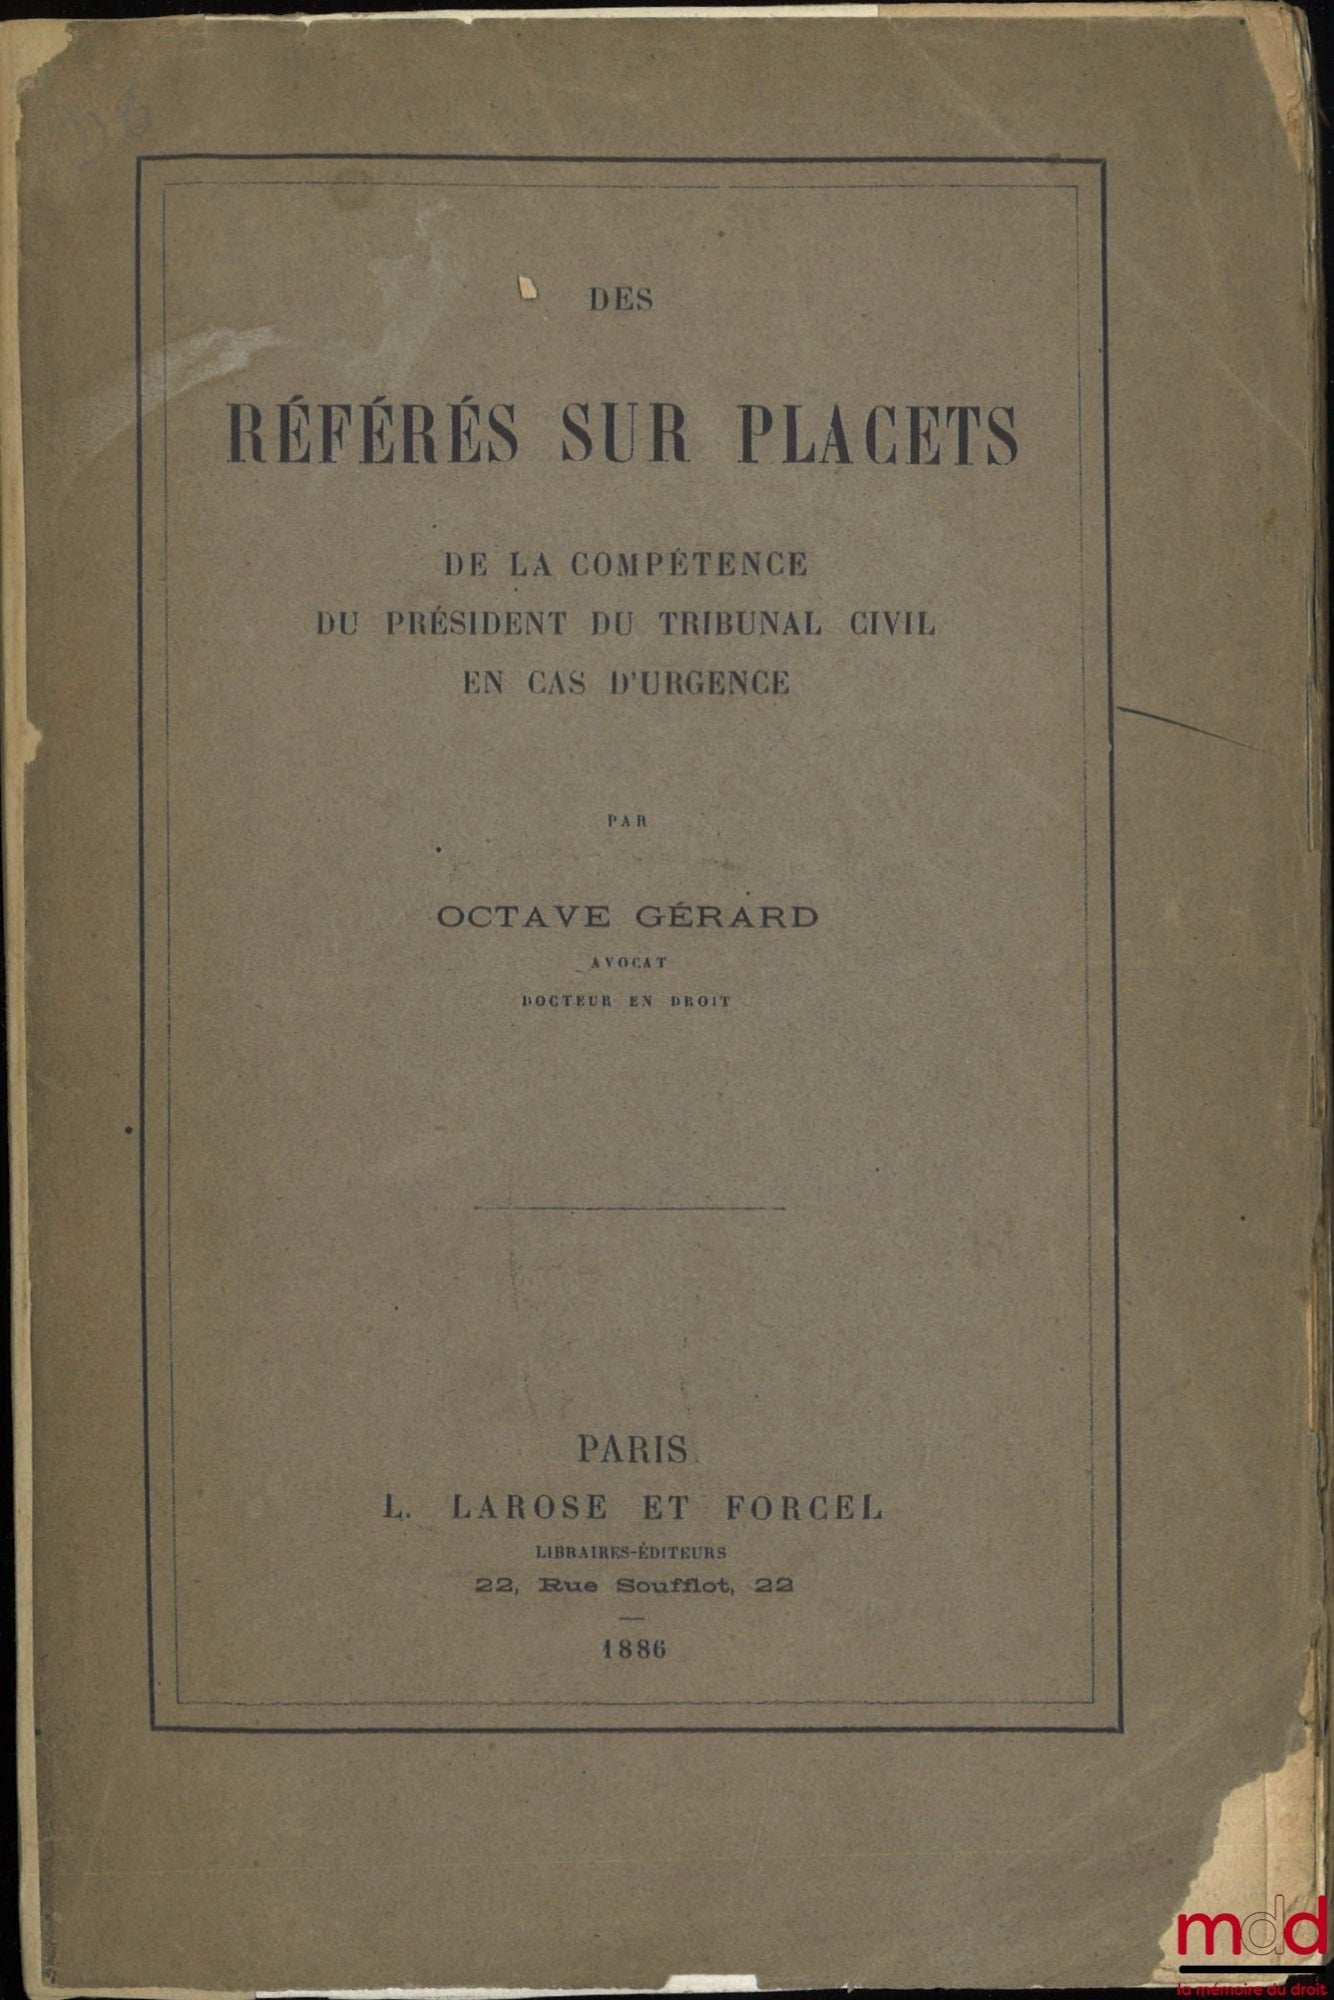 DES
RÉFÉRÉS SUR PLACETS
DE LA COMPÉTENCE
DU PRÉSIDENT DU TRIBUNAL CIVIL
EN CAS D'URGENCE
PAR
OCTAVE GÉRARD
AVOCAT
DOCTEUR EN DROIT
PARIS
L. LAROSE ET FORCEL
LIBRAIRES-ÉDITEURS
22, Rue Soufflot, 22
1886
mdd
la mémoire du droit